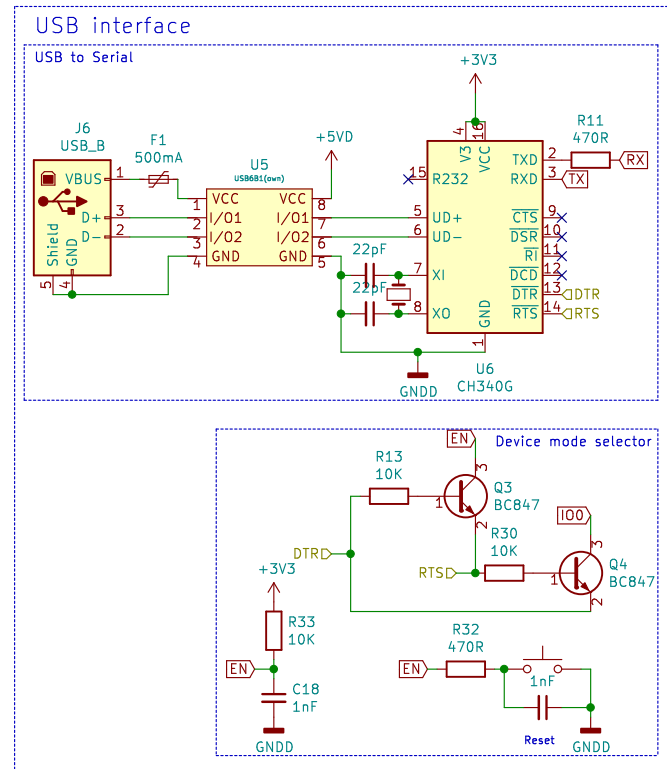 USB interface
USB to Serial
+3V3
J6
USB_B
F1
500mA
+5VD
R11
470R
U5
USB6B1(own)
4
16
V3
VCC
VBUS
1
D+
3
D-
2
Shield
GND
5
4
VCC
VCC
1
8
I/O1
I/O1
2
7
I/O2
I/O2
3
6
GND
GND
4
5
15
R232
TXD
2
RX
RXD
3
TX
5
UD+
6
UD-
CTS
9
DSR
10
RI
11
DCD
12
DTR
13
DTR
RTS
14
RTS
22pF
22pF
7
XI
8
XO
GND
1
GNDD
U6
CH340G
Device mode selector
EN
3
R13
10K
1
Q3
BC847
2
IO0
R30
10K
3
DTR
RTS
1
Q4
BC847
2
+3V3
R33
10K
EN
C18
1nF
GNDD
R32
470R
EN
1nF
Reset
GNDD